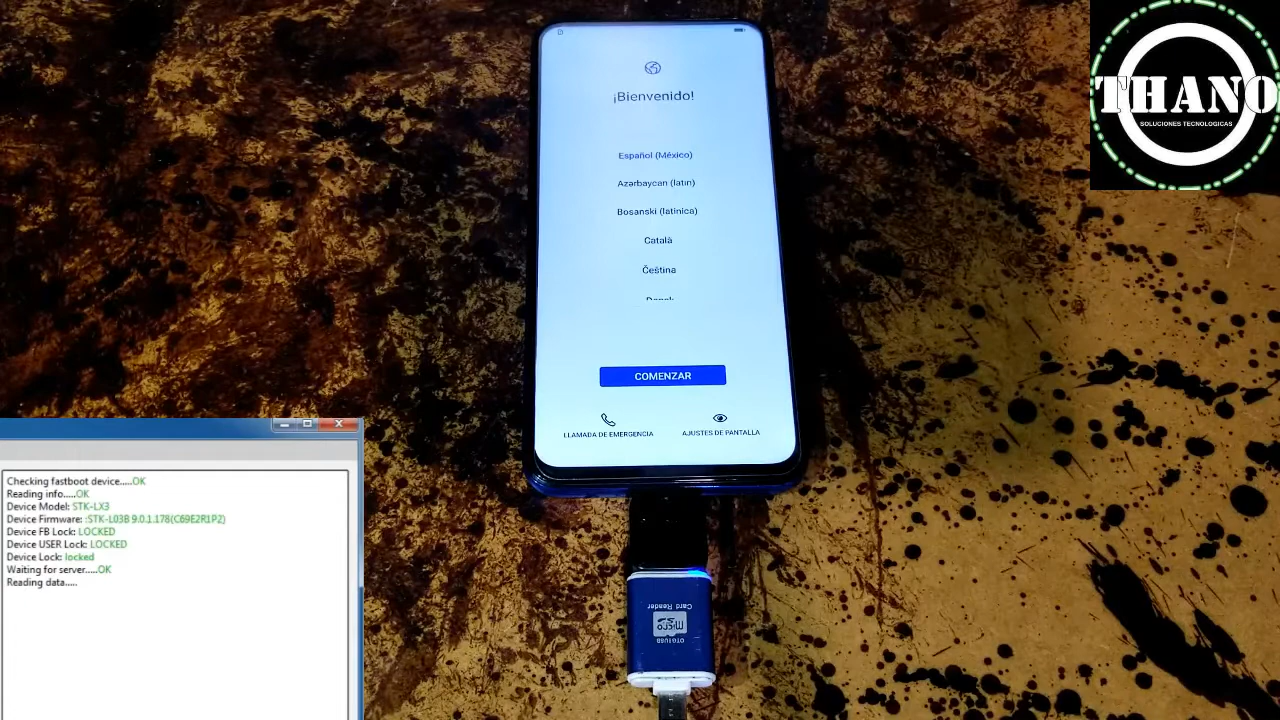 ¡Bienvenido!
Español (México)
Azərbaycan (latın)
Bosanski (latinica)
Català
Čeština
COMENZAR
LLAMADA DE EMERGENCIA
AJUSTES DE PANTALLA
THANO
SOLUCIONES TECNOLOGICAS
Checking fastboot device.....OK
Reading info.....OK
Device Model: STK-LX3
Device Firmware: :STK-L03B 9.0.1.178(C69E2R1P2)
Device FB Lock: LOCKED
Device USER Lock: LOCKED
Device Lock: locked
Waiting for server.....OK
Reading data.....
Card Reader
micro
OTG+USB